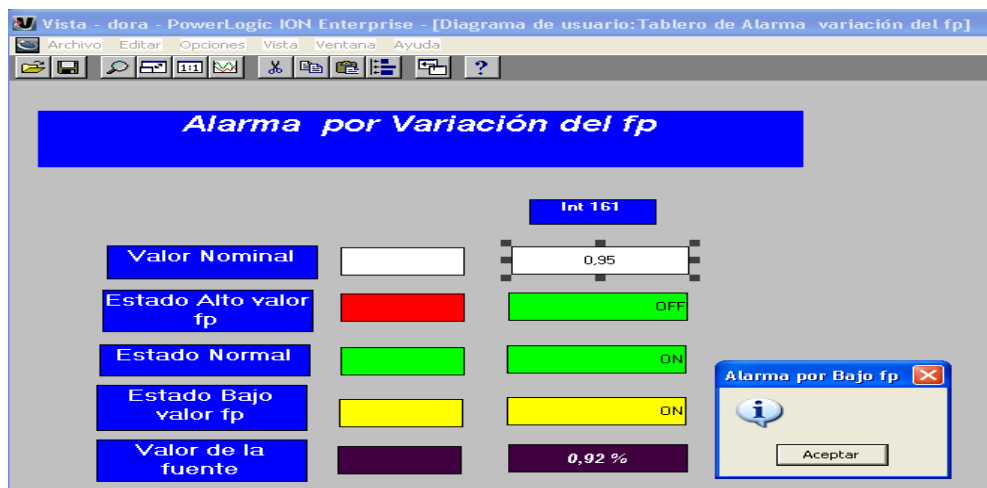 Vista - dora - PowerLogic ION Enterprise - [Diagrama de usuario:Tablero de Alarma variación del fp]
Archivo Editar Opciones Vista Ventana Ayuda
1:1 ?
Alarma por Variación del fp
Int 161
Valor Nominal 0,95
Estado Alto valor
fp
OFF
Estado Normal ON
Estado Bajo
valor fp
ON
Valor de la
fuente
0,92 %
Alarma por Bajo fp
Aceptar